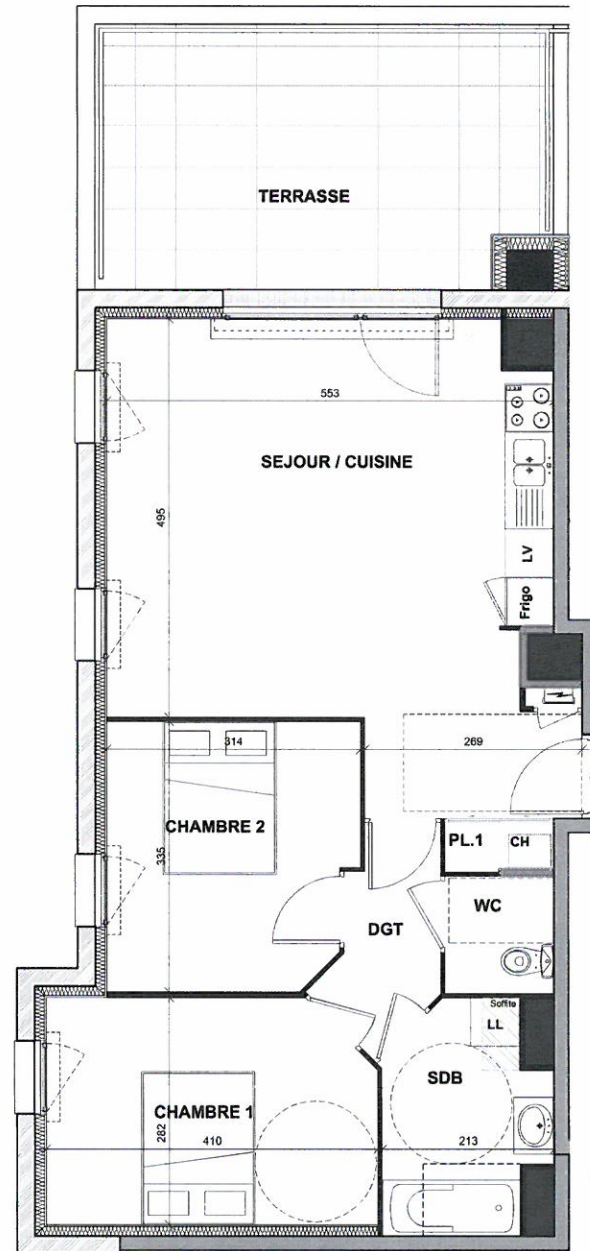 TERRASSE
553
SEJOUR / CUISINE
495
LV
Frigo
314
269
CHAMBRE 2
335
PL.1
CH
WC
DGT
Soffite
LL
SDB
CHAMBRE 1
282
410
213